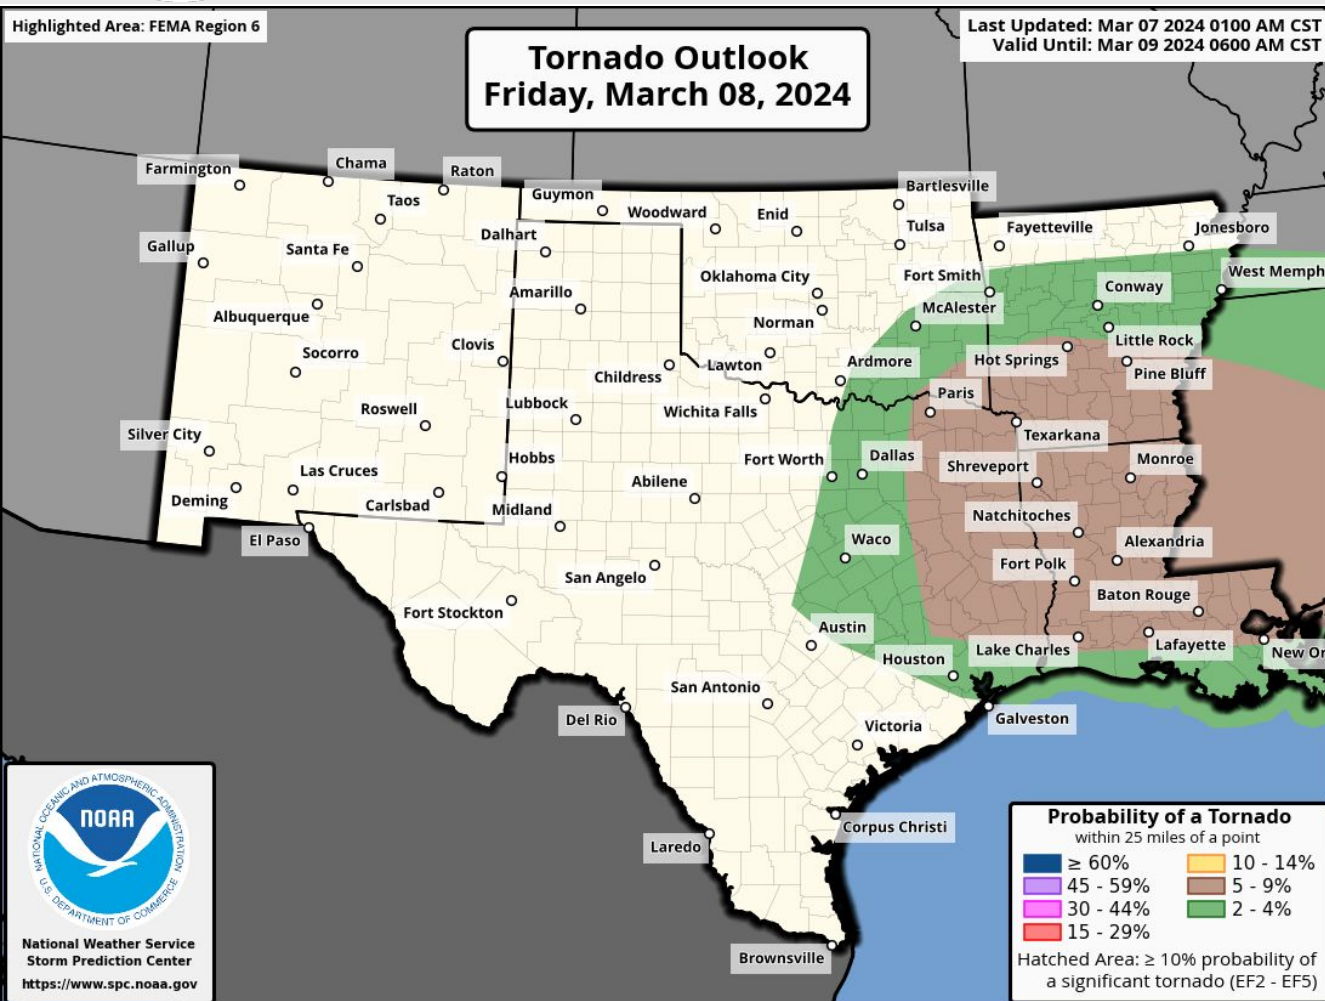 Highlighted Area: FEMA Region 6
Last Updated: Mar 07 2024 0100 AM CST
Valid Until: Mar 09 2024 0600 AM CST
Tornado Outlook
Friday, March 08, 2024
Farmington
Chama
Raton
Taos
Guymon
Woodward
Enid
Bartlesville
Tulsa
Fayetteville
Jonesboro
Gallup
Santa Fe
Dalhart
Oklahoma City
Fort Smith
West Memph
Conway
Amarillo
Albuquerque
Norman
McAlester
Little Rock
Socorro
Clovis
Childress
Lawton
Ardmore
Hot Springs
Pine Bluff
Paris
Roswell
Lubbock
Wichita Falls
Texarkana
Silver City
Las Cruces
Hobbs
Fort Worth
Dallas
Shreveport
Monroe
Deming
Carlsbad
Midland
Abilene
Natchitoches
El Paso
Waco
Alexandria
San Angelo
Fort Polk
Fort Stockton
Baton Rouge
Austin
Houston
Lake Charles
Lafayette
New Or
San Antonio
Del Rio
Victoria
Galveston
Corpus Christi
Laredo
Brownsville
NATIONAL OCEANIC AND ATMOSPHERIC ADMINISTRATION
NOAA
U.S. DEPARTMENT OF COMMERCE
National Weather Service
Storm Prediction Center
https://www.spc.noaa.gov
Probability of a Tornado
within 25 miles of a point
≥ 60%
10 - 14%
45 - 59%
5 - 9%
30 - 44%
2 - 4%
15 - 29%
Hatched Area: ≥ 10% probability of
a significant tornado (EF2 - EF5)